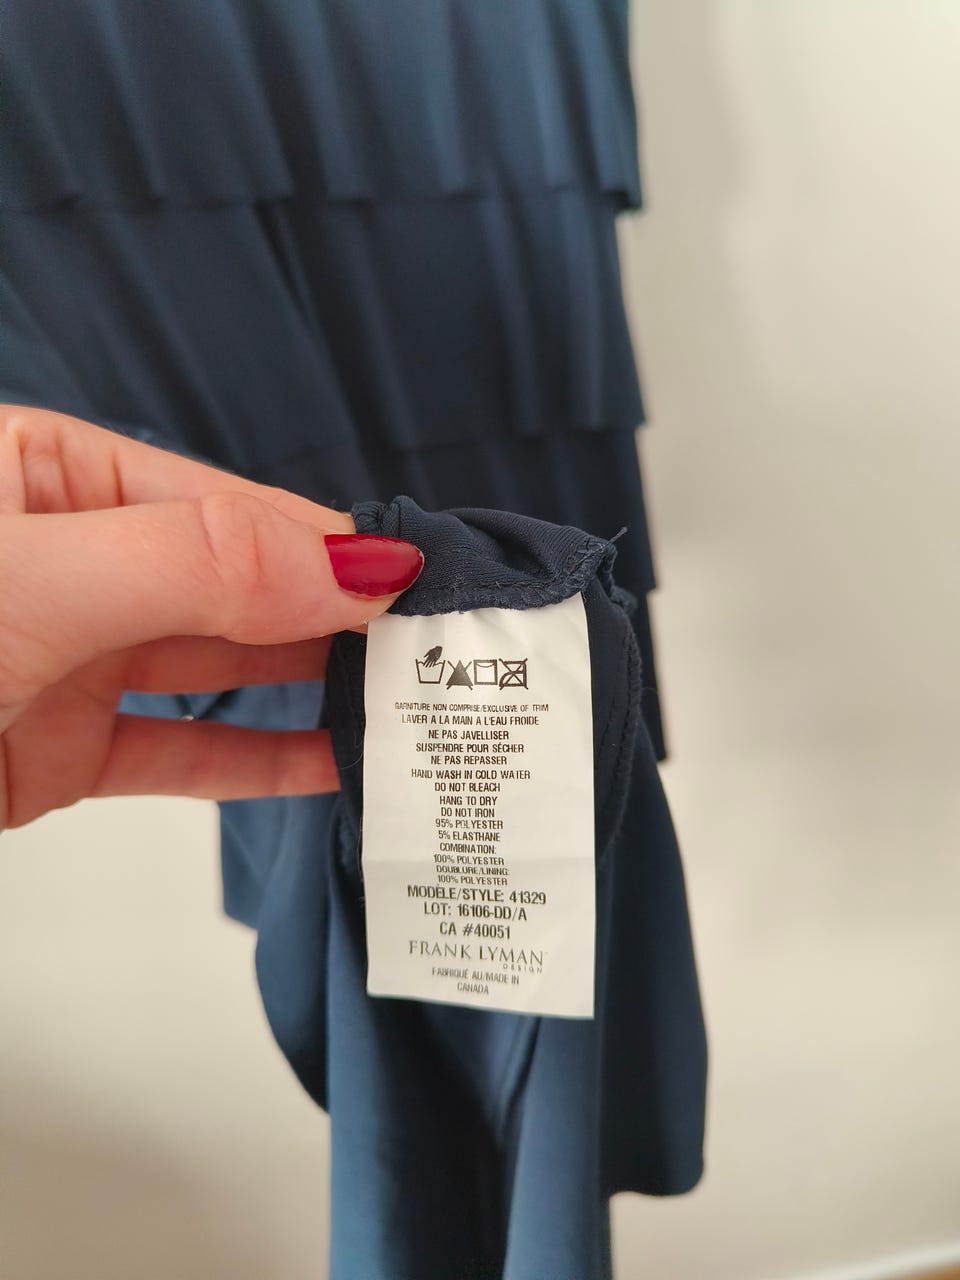 GARNITURE NON COMPRISE/EXCLUSIVE OF TRIM
LAVER A LA MAIN A L'EAU FROIDE
NE PAS JAVELLISER
SUSPENDRE POUR SÉCHER
NE PAS REPASSER
HAND WASH IN COLD WATER
DO NOT BLEACH
HANG TO DRY
DO NOT IRON
95% POLYESTER
5% ELASTHANE
COMBINATION:
100% POLYESTER
DOUBLURE/LINING:
100% POLYESTER
MODÈLE/STYLE: 41329
LOT: 16106-DD/A
CA #40051
FRANK LYMAN
DESIGN
FABRIQUÉ AU/MADE IN
CANADA